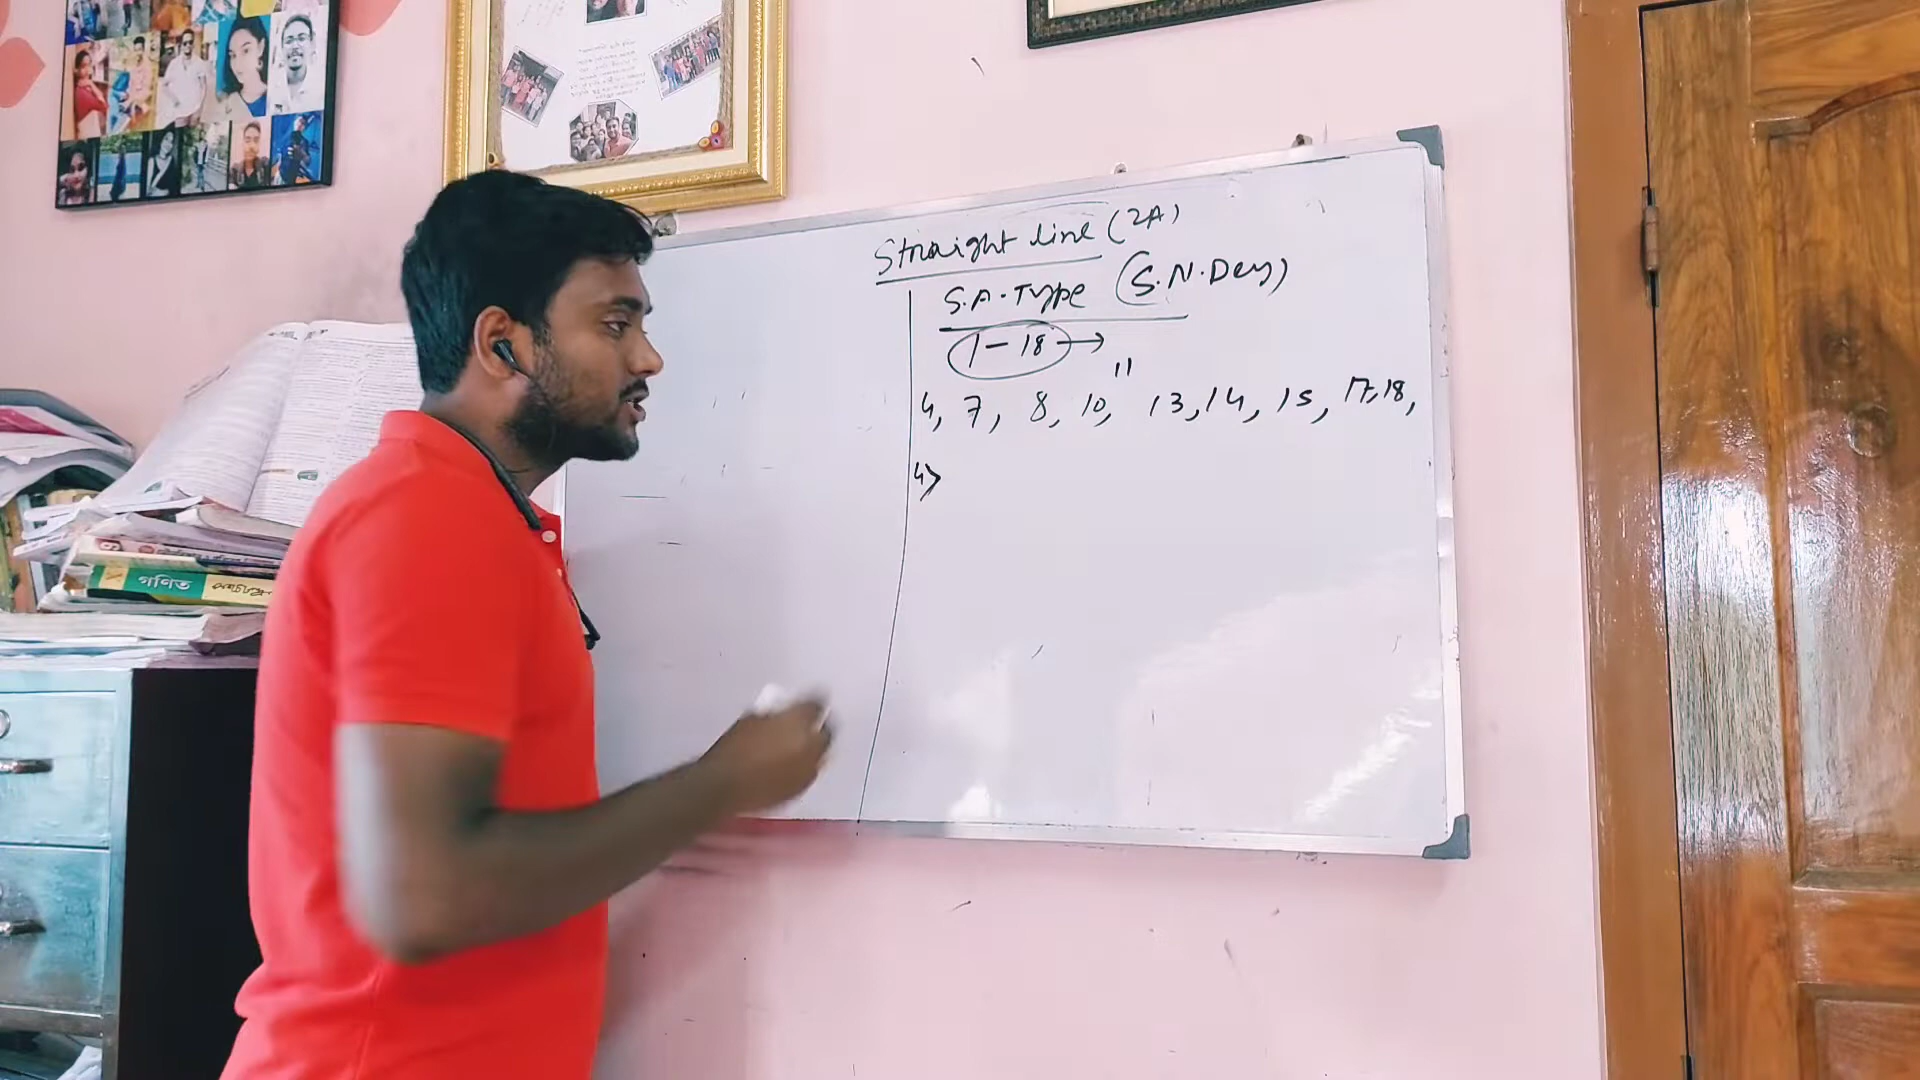 Straight line (2A)
S.A. Type (S.N.Dey)
1 - 18 →
11
4, 7, 8, 10, 13, 14, 15, 17, 18,
4>
গণিত